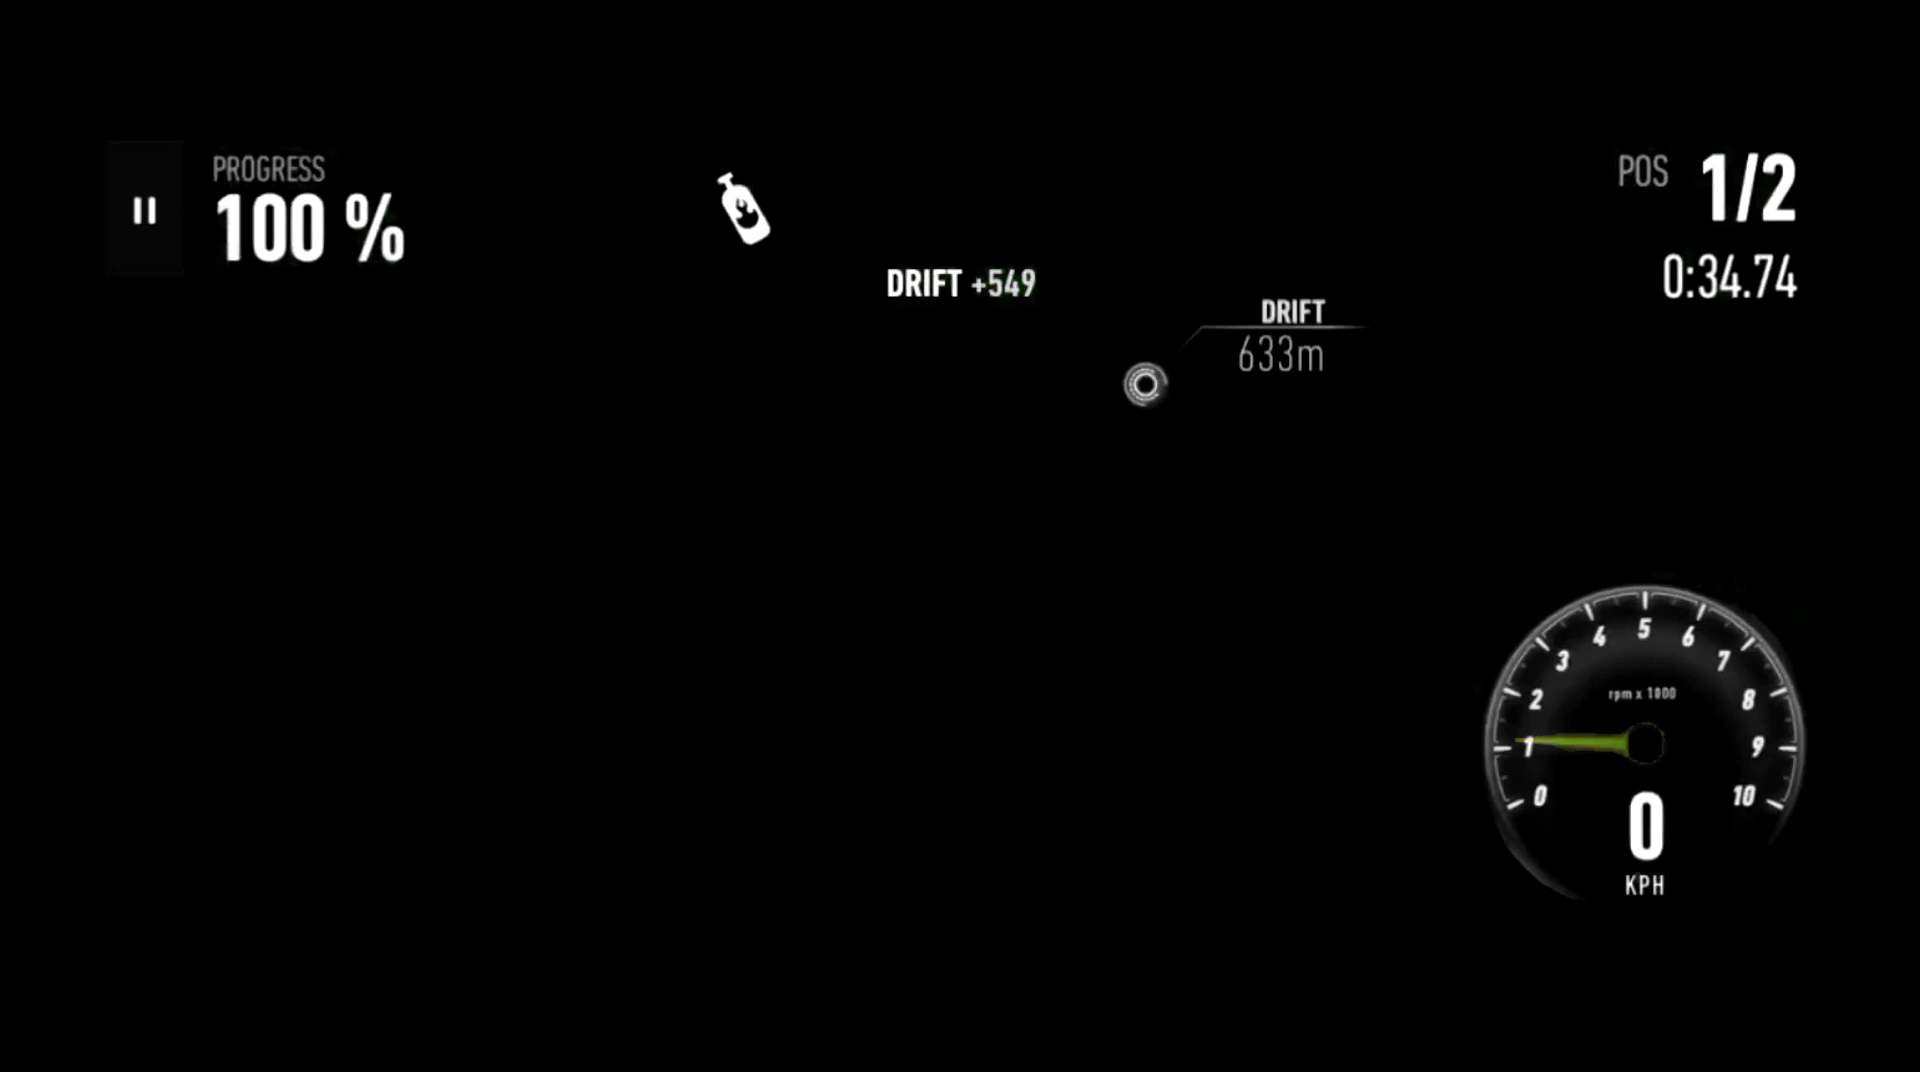 PROGRESS
100 %
POS 1/2
0:34.74
DRIFT +549
DRIFT
633m
0 1 2 3 4 5 6 7 8 9 10
rpm x 1000
0
KPH